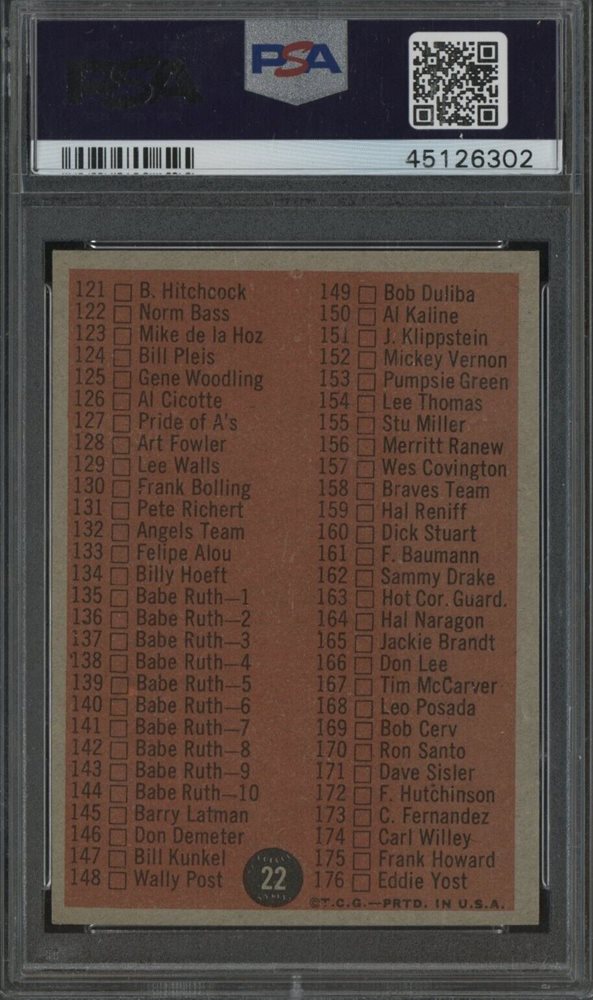 PSA
PSA
45126302
121 B. Hitchcock
122 Norm Bass
123 Mike de la Hoz
124 Bill Pleis
125 Gene Woodling
126 Al Cicotte
127 Pride of A's
128 Art Fowler
129 Lee Walls
130 Frank Bolling
131 Pete Richert
132 Angels Team
133 Felipe Alou
134 Billy Hoeft
135 Babe Ruth—1
136 Babe Ruth—2
137 Babe Ruth—3
138 Babe Ruth—4
139 Babe Ruth—5
140 Babe Ruth—6
141 Babe Ruth—7
142 Babe Ruth—8
143 Babe Ruth—9
144 Babe Ruth—10
145 Barry Latman
146 Don Demeter
147 Bill Kunkel
148 Wally Post
22
149 Bob Duliba
150 Al Kaline
151 J. Klippstein
152 Mickey Vernon
153 Pumpsie Green
154 Lee Thomas
155 Stu Miller
156 Merritt Ranew
157 Wes Covington
158 Braves Team
159 Hal Reniff
160 Dick Stuart
161 F. Baumann
162 Sammy Drake
163 Hot Cor. Guard.
164 Hal Naragon
165 Jackie Brandt
166 Don Lee
167 Tim McCarver
168 Leo Posada
169 Bob Cerv
170 Ron Santo
171 Dave Sisler
172 F. Hutchinson
173 C. Fernandez
174 Carl Willey
175 Frank Howard
176 Eddie Yost
©T.C.G.—PRTD. IN U.S.A.